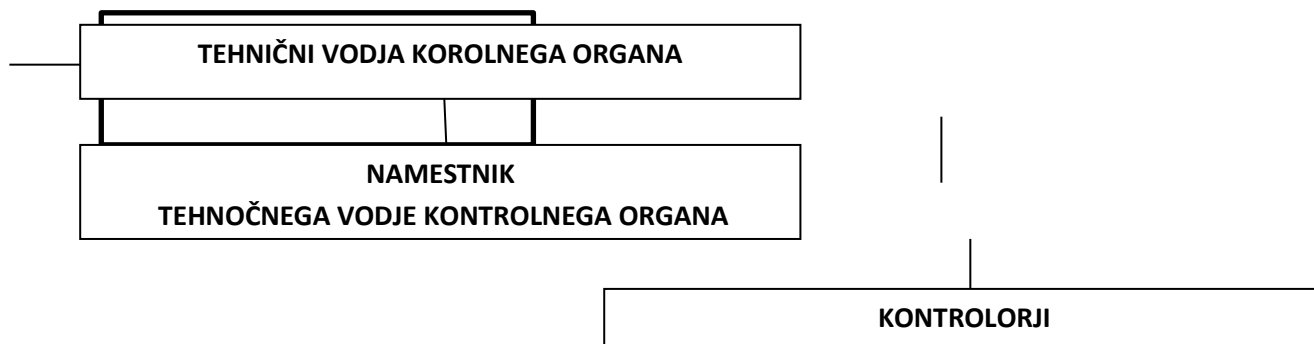 TEHNIČNI VODJA KOROLNEGA ORGANA
NAMESTNIK
TEHNOČNEGA VODJE KONTROLNEGA ORGANA
KONTROLORJI